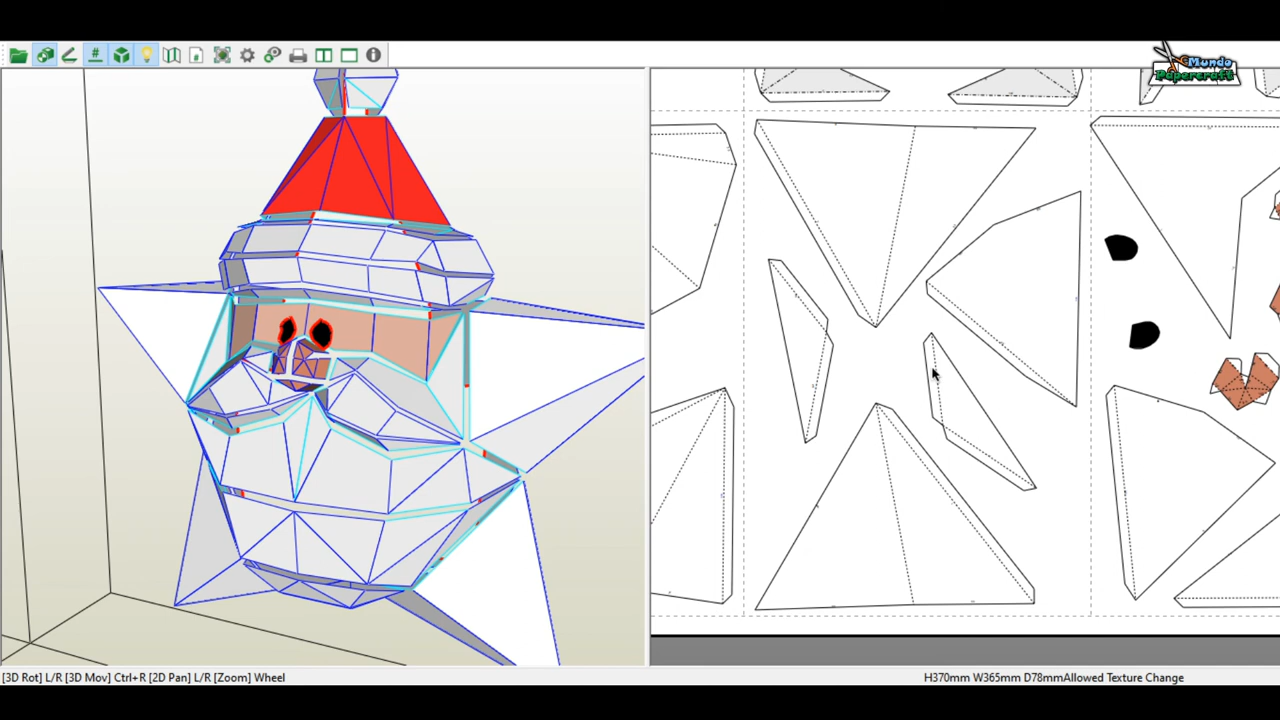 Mundo
Papercraft
[3D Rot] L/R [3D Mov] Ctrl+R [2D Pan] L/R [Zoom] Wheel
H370mm W365mm D78mmAllowed Texture Change